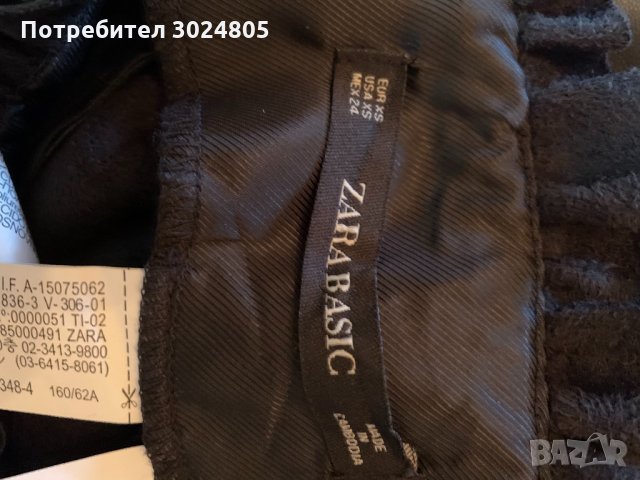 Потребител 3024805
EUR XS
USA XS
MEX 24
ZARA BASIC
MADE
IN
CAMBODIA
I.F. A-15075062
836-3 V-306-01
:0000051 TI-02
85000491 ZARA
02-3413-9800
(03-6415-8061)
348-4 160/62A
BAZAR